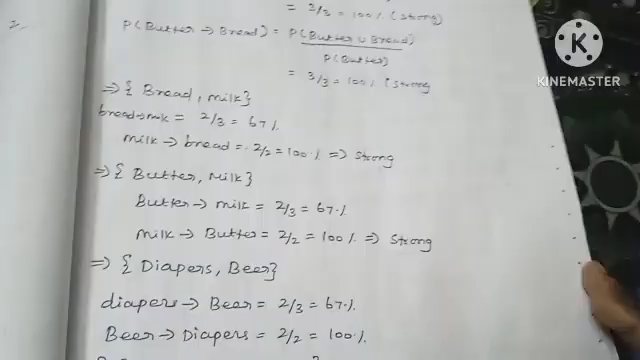 = 3/3 = 100% (Strong)
2.
P(Butter → Bread) = P(Butter ∪ Bread)
P(Butter)
= 3/3 = 100% (Strong
KINEMASTER
⇒ { Bread, milk}
bread→milk = 2/3 = 67%
milk → bread = 2/2 = 100% ⇒ Strong
⇒ { Butter, Milk}
Butter → milk = 2/3 = 67%
milk → Butter = 2/2 = 100% ⇒ Strong
⇒ { Diapers, Beer}
diapers → Beer = 2/3 = 67%
Beer → Diapers = 2/2 = 100%